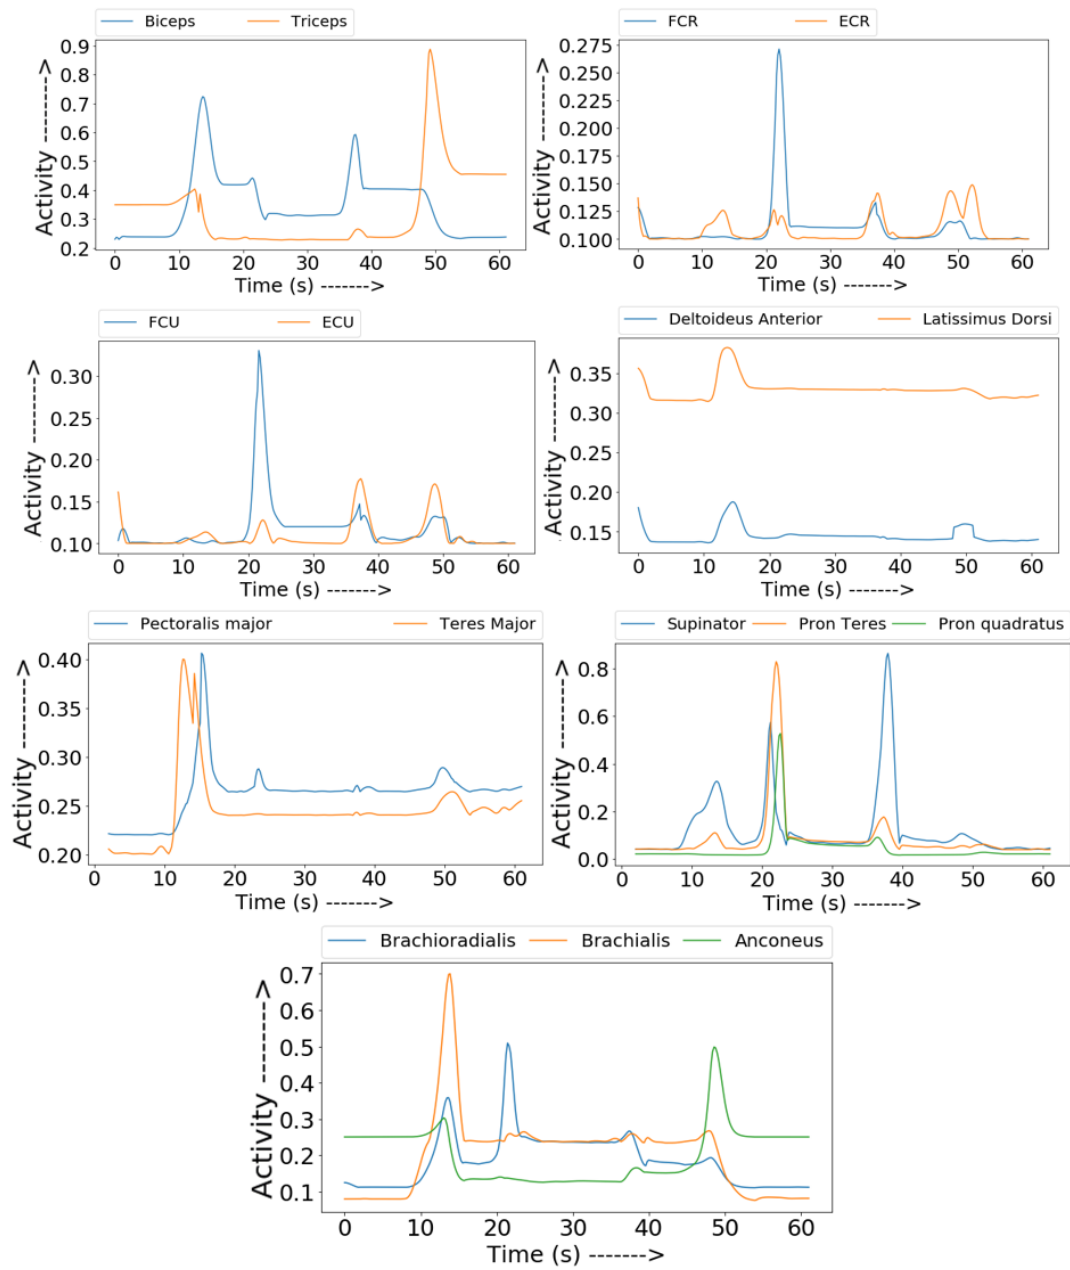 Biceps Triceps
0.9
0.8
0.7
0.6
0.5
0.4
0.3
0.2
Activity ------->
0 10 20 30 40 50 60
Time (s) ------->
FCR ECR
0.275
0.250
0.225
0.200
0.175
0.150
0.125
0.100
Activity ------->
0 10 20 30 40 50 60
Time (s) ------->
FCU ECU
0.30
0.25
0.20
0.15
0.10
Activity ------->
0 10 20 30 40 50 60
Time (s) ------->
Deltoideus Anterior Latissimus Dorsi
0.35
0.30
0.25
0.20
0.15
Activity ------->
0 10 20 30 40 50 60
Time (s) ------->
Pectoralis major Teres Major
0.40
0.35
0.30
0.25
0.20
Activity ------->
0 10 20 30 40 50 60
Time (s) ------->
Supinator Pron Teres Pron quadratus
0.8
0.6
0.4
0.2
0.0
Activity ------->
0 10 20 30 40 50 60
Time (s) ------->
Brachioradialis Brachialis Anconeus
0.7
0.6
0.5
0.4
0.3
0.2
0.1
Activity ------->
0 10 20 30 40 50 60
Time (s) ------->